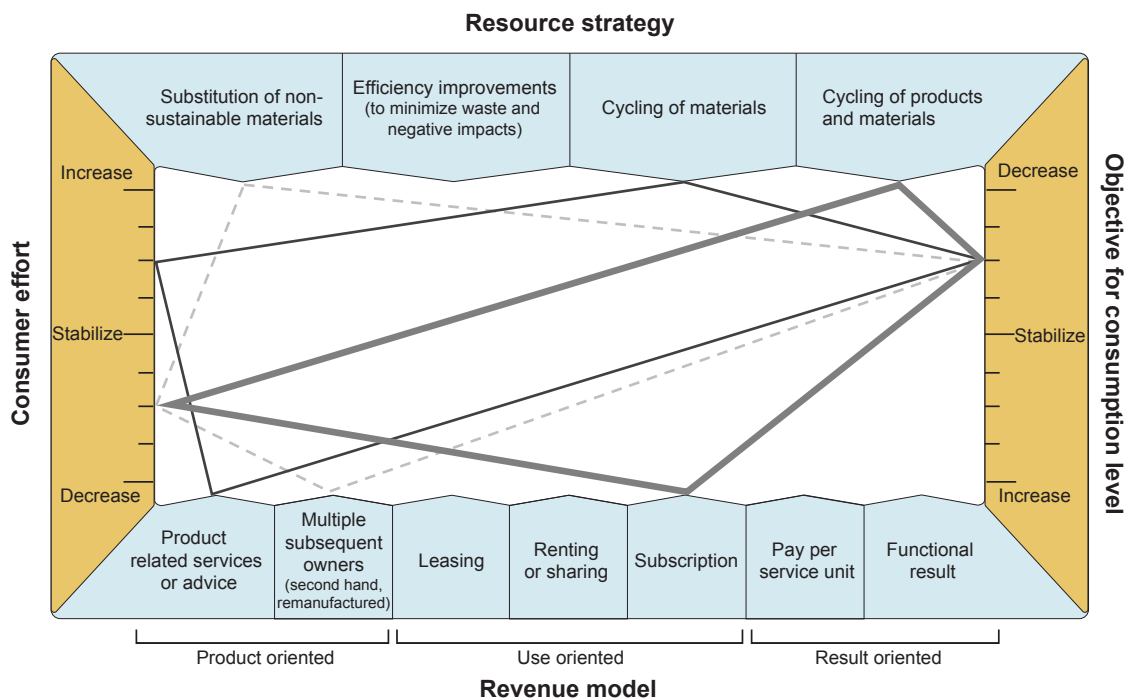 Resource strategy
Substitution of non-
sustainable materials
Efficiency improvements
(to minimize waste and
negative impacts)
Cycling of materials
Cycling of products
and materials
Consumer effort
Increase
Stabilize
Decrease
Decrease
Stabilize
Increase
Objective for consumption level
Product
related services
or advice
Multiple
subsequent
owners
(second hand,
remanufactured)
Leasing
Renting
or sharing
Subscription
Pay per
service unit
Functional
result
Product oriented
Use oriented
Result oriented
Revenue model